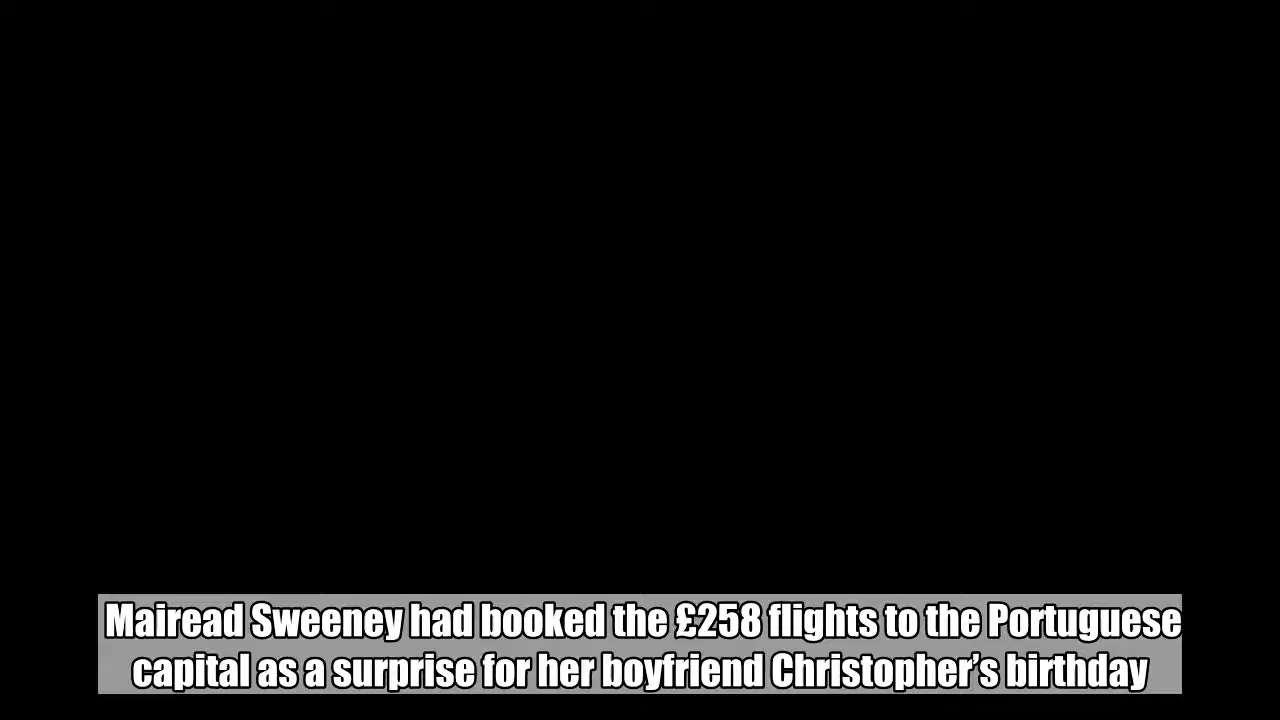 Mairead Sweeney had booked the £258 flights to the Portuguese
capital as a surprise for her boyfriend Christopher’s birthday